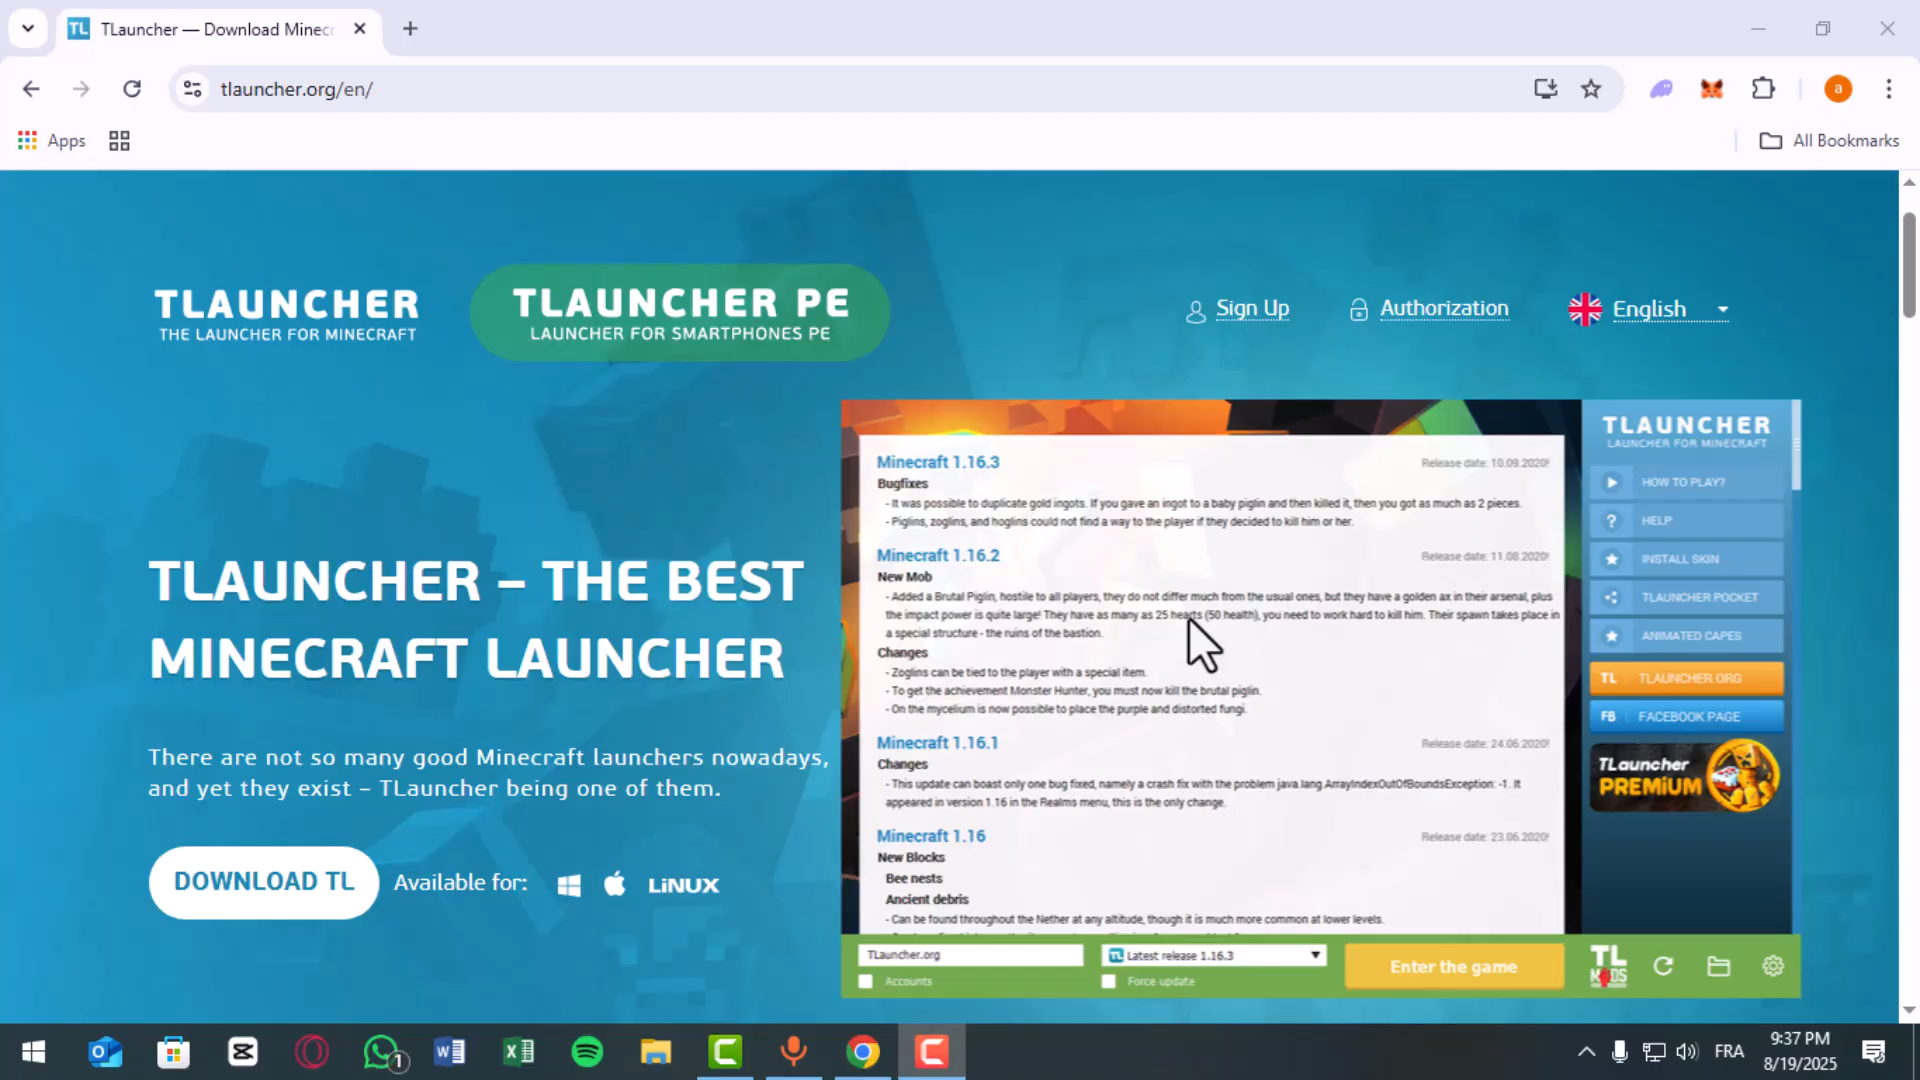 TLauncher — Download Minecr
tlauncher.org/en/
a
Apps
All Bookmarks
TLAUNCHER
THE LAUNCHER FOR MINECRAFT
TLAUNCHER PE
LAUNCHER FOR SMARTPHONES PE
Sign Up
Authorization
English
TLAUNCHER – THE BEST
MINECRAFT LAUNCHER
There are not so many good Minecraft launchers nowadays,
and yet they exist – TLauncher being one of them.
DOWNLOAD TL
Available for:
LiNUX
Minecraft 1.16.3
Release date: 10.09.2020!
Bugfixes
- It was possible to duplicate gold ingots. If you gave an ingot to a baby piglin and then killed it, then you got as much as 2 pieces.
- Piglins, zoglins, and hoglins could not find a way to the player if they decided to kill him or her.
Minecraft 1.16.2
Release date: 11.08.2020!
New Mob
- Added a Brutal Piglin, hostile to all players, they do not differ much from the usual ones, but they have a golden ax in their arsenal, plus
the impact power is quite large! They have as many as 25 hearts (50 health), you need to work hard to kill him. Their spawn takes place in
a special structure - the ruins of the bastion.
Changes
- Zoglins can be tied to the player with a special item.
- To get the achievement Monster Hunter, you must now kill the brutal piglin.
- On the mycelium is now possible to place the purple and distorted fungi.
Minecraft 1.16.1
Release date: 24.06.2020!
Changes
- This update can boast only one bug fixed, namely a crash fix with the problem java.lang.ArrayIndexOutOfBoundsException: -1. It
appeared in version 1.16 in the Realms menu, this is the only change.
Minecraft 1.16
Release date: 23.06.2020!
New Blocks
Bee nests
Ancient debris
- Can be found throughout the Nether at any altitude, though it is much more common at lower levels.
TLauncher.org
Accounts
Latest release 1.16.3
Force update
Enter the game
TL
MODS
TLAUNCHER
LAUNCHER FOR MINECRAFT
HOW TO PLAY?
HELP
INSTALL SKIN
TLAUNCHER POCKET
ANIMATED CAPES
TL TLAUNCHER.ORG
FB FACEBOOK PAGE
TLauncher
PREMIUM
1
FRA
9:37 PM
8/19/2025